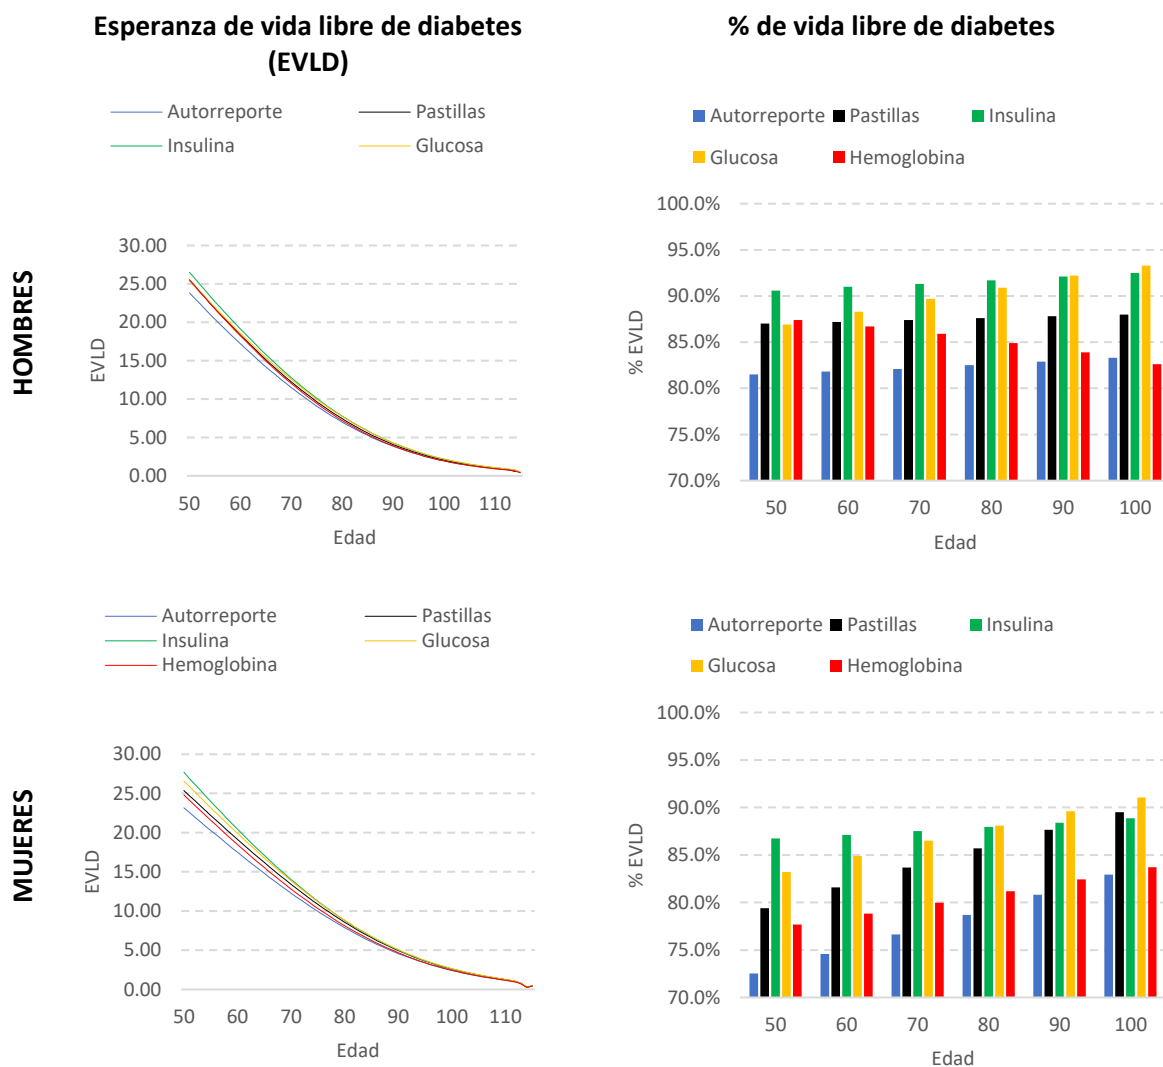 Esperanza de vida libre de diabetes
(EVLD)
% de vida libre de diabetes
HOMBRES
Autorreporte Pastillas
Insulina Glucosa
30.00
25.00
20.00
15.00
10.00
5.00
0.00
EVLD
50 60 70 80 90 100 110
Edad
Autorreporte Pastillas Insulina
Glucosa Hemoglobina
100.0%
95.0%
90.0%
85.0%
80.0%
75.0%
70.0%
% EVLD
50 60 70 80 90 100
Edad
MUJERES
Autorreporte Pastillas
Insulina Glucosa
Hemoglobina
30.00
25.00
20.00
15.00
10.00
5.00
0.00
EVLD
50 60 70 80 90 100 110
Edad
Autorreporte Pastillas Insulina
Glucosa Hemoglobina
100.0%
95.0%
90.0%
85.0%
80.0%
75.0%
70.0%
% EVLD
50 60 70 80 90 100
Edad